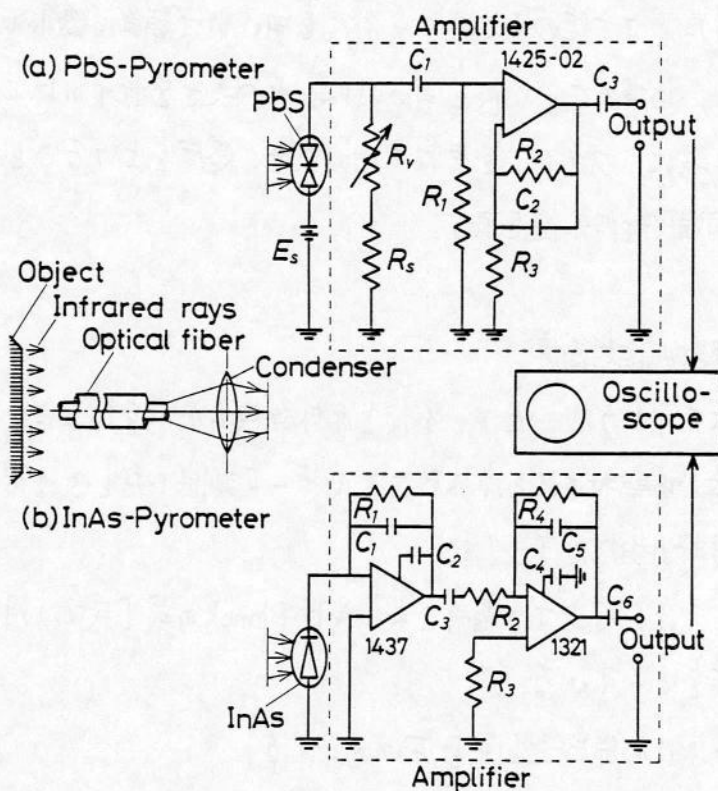 Amplifier
(a) PbS-Pyrometer
C1
1425-02
C3
PbS
Output
Rv
R1
R2
C2
Es
Rs
R3
Object
Infrared rays
Optical fiber
Condenser
Oscillo-
scope
(b) InAs-Pyrometer
R1
C1
C2
R4
C5
C4
C3
R2
C6
1437
1321
Output
R3
InAs
Amplifier